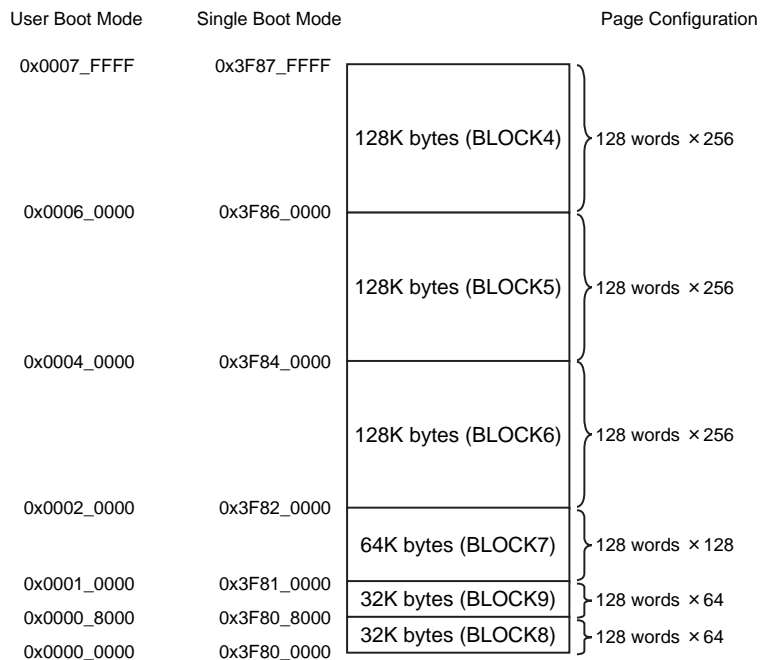 User Boot Mode Single Boot Mode Page Configuration
0x0007_FFFF 0x3F87_FFFF
128K bytes (BLOCK4) 128 words ×256
0x0006_0000 0x3F86_0000
128K bytes (BLOCK5) 128 words ×256
0x0004_0000 0x3F84_0000
128K bytes (BLOCK6) 128 words ×256
0x0002_0000 0x3F82_0000
64K bytes (BLOCK7) 128 words ×128
0x0001_0000 0x3F81_0000
32K bytes (BLOCK9) 128 words ×64
0x0000_8000 0x3F80_8000
32K bytes (BLOCK8) 128 words ×64
0x0000_0000 0x3F80_0000